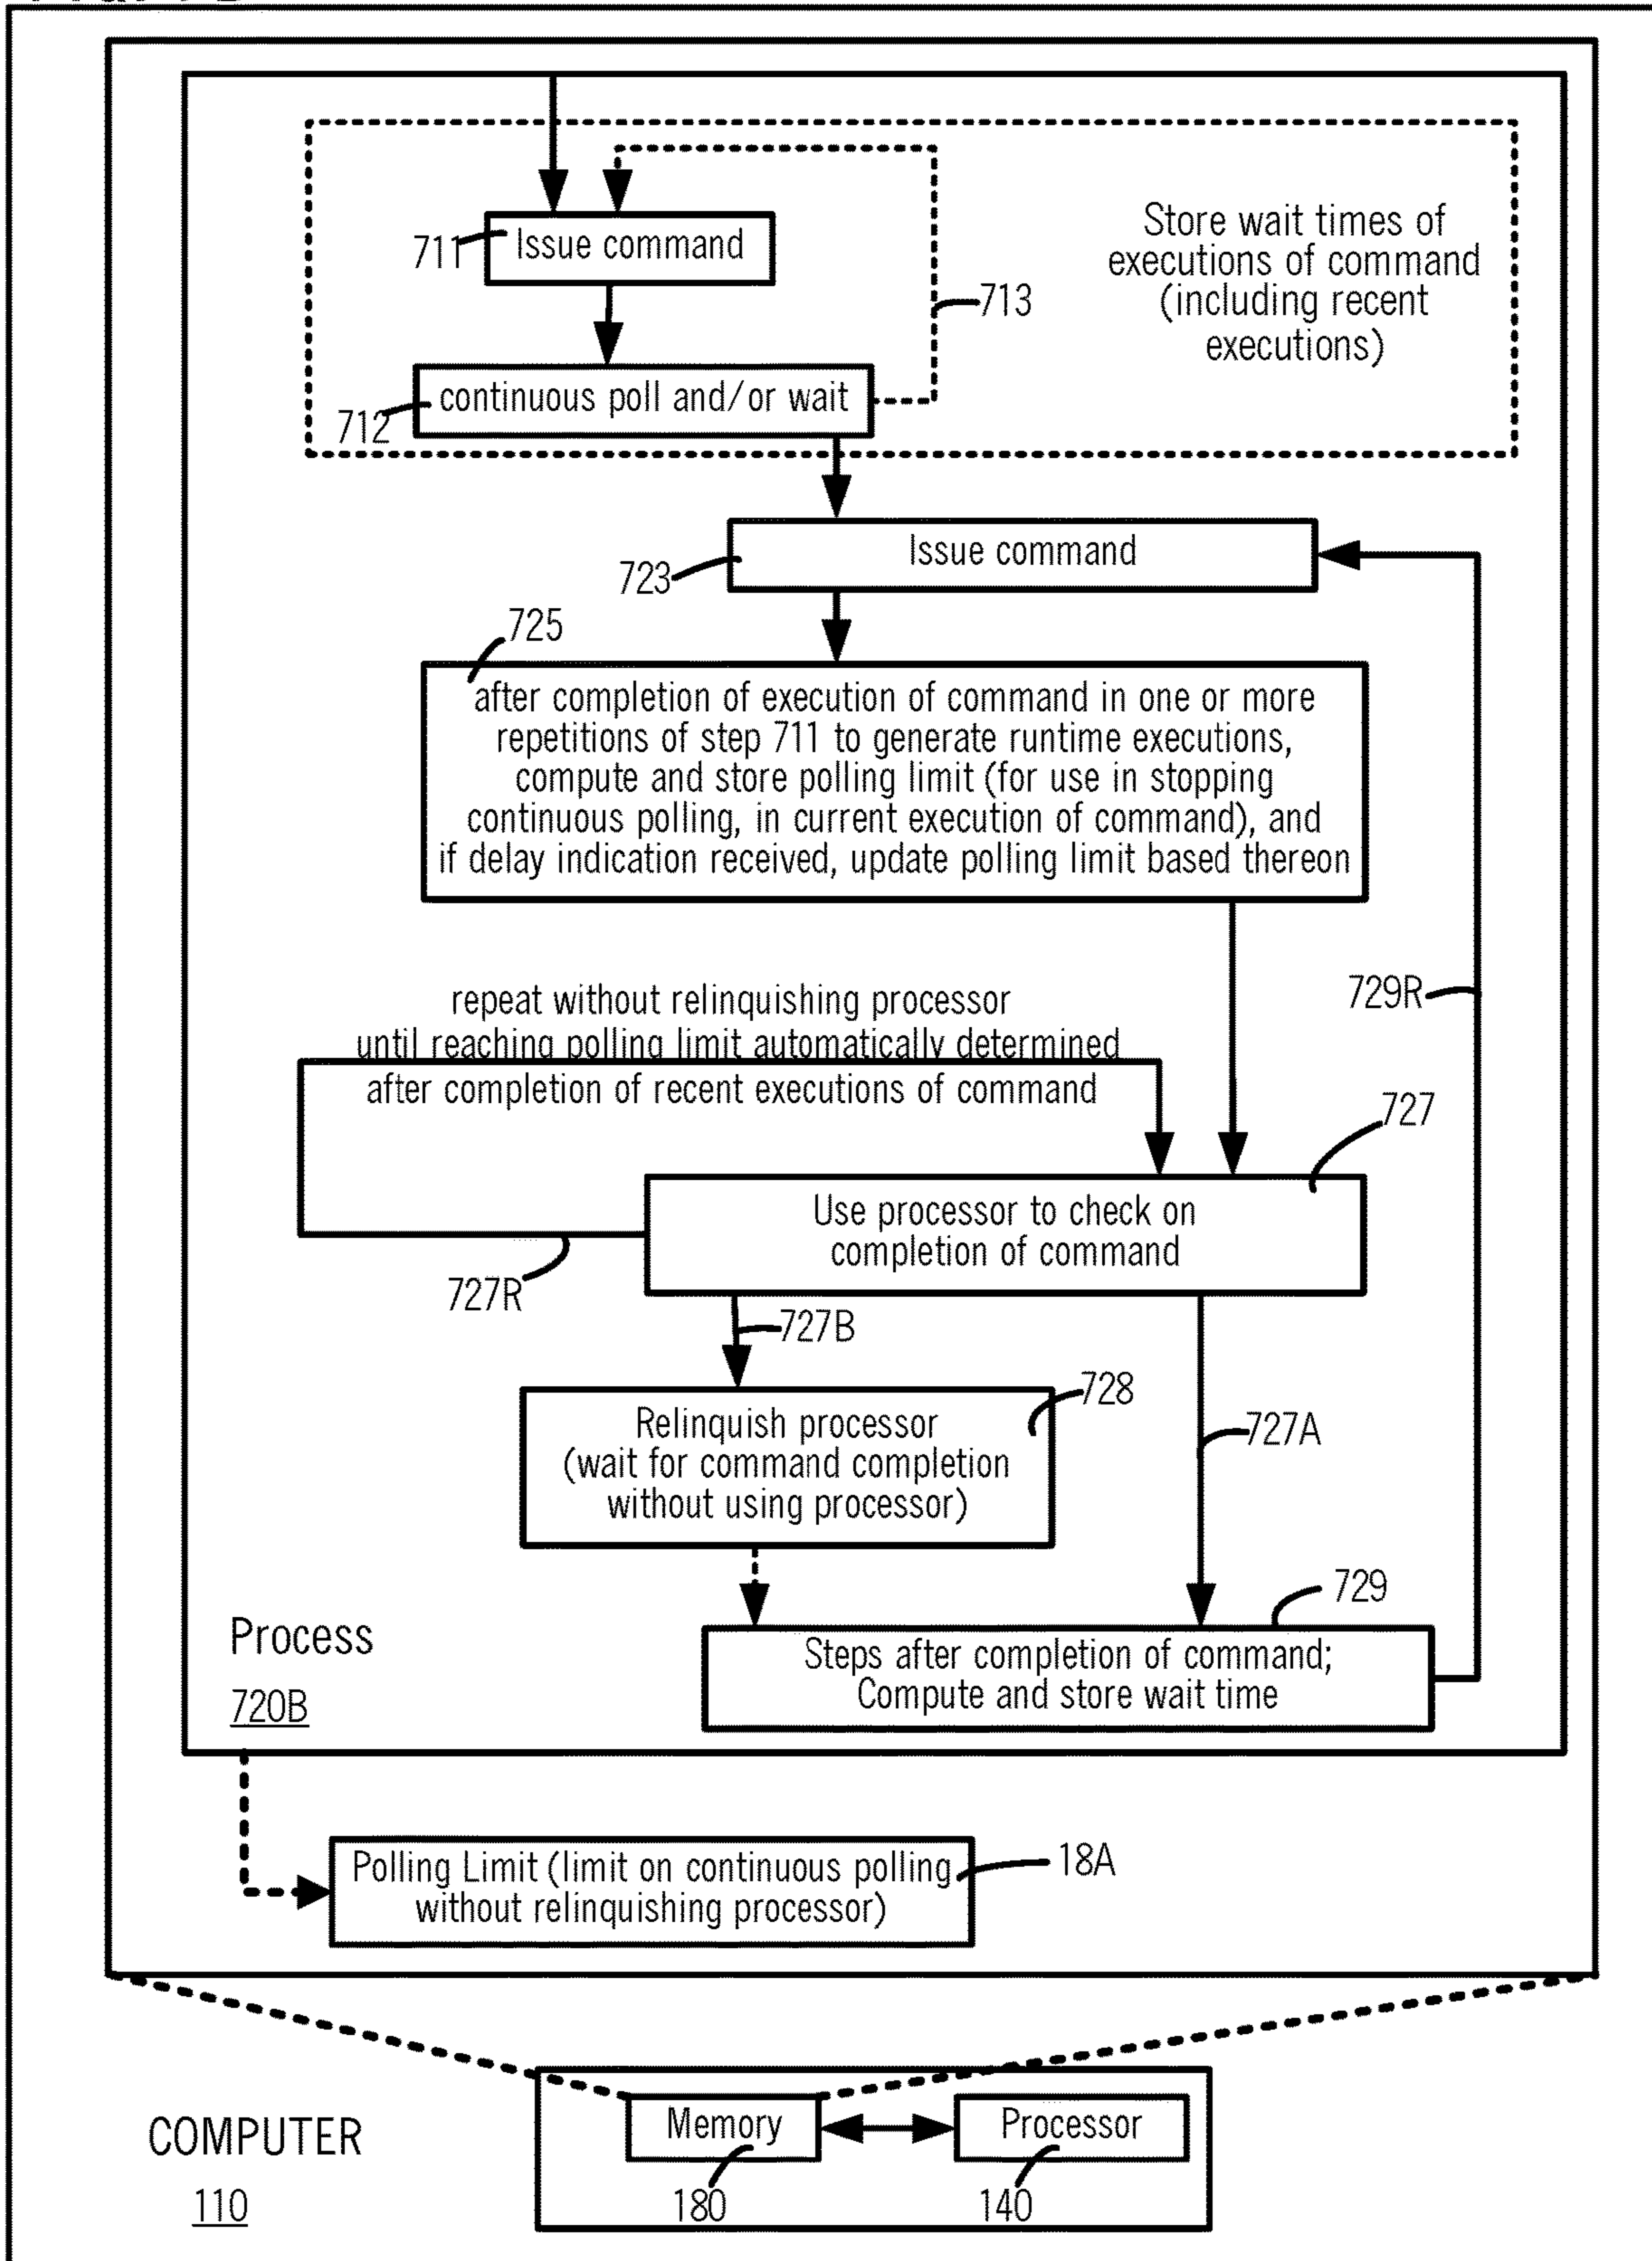 711
Issue command
713
Store wait times of
executions of command
(including recent
executions)
712
continuous poll and/or wait
723
Issue command
725
after completion of execution of command in one or more
repetitions of step 711 to generate runtime executions,
compute and store polling limit (for use in stopping
continuous polling, in current execution of command), and
if delay indication received, update polling limit based thereon
729R
repeat without relinquishing processor
until reaching polling limit automatically determined
after completion of recent executions of command
727
Use processor to check on
completion of command
727R
727B
728
Relinquish processor
(wait for command completion
without using processor)
727A
729
Steps after completion of command;
Compute and store wait time
Process
720B
Polling Limit (limit on continuous polling
without relinquishing processor)
18A
COMPUTER
110
Memory
180
Processor
140